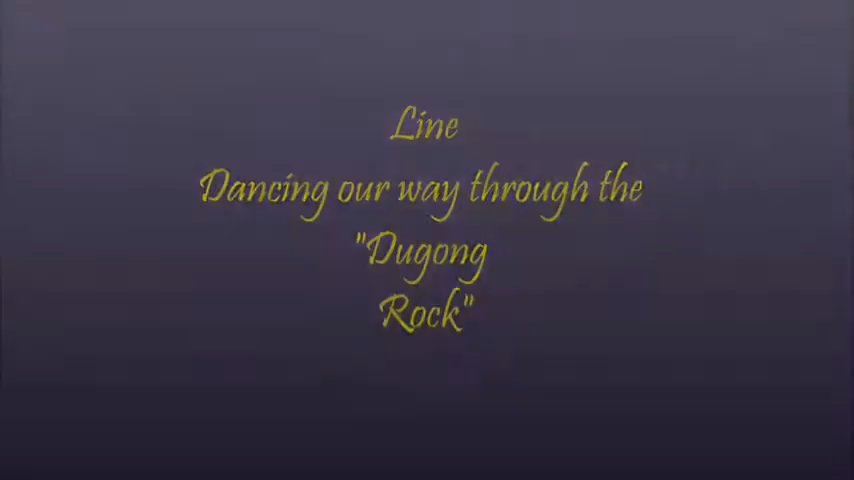 Line
Dancing our way through the
"Dugong
Rock"